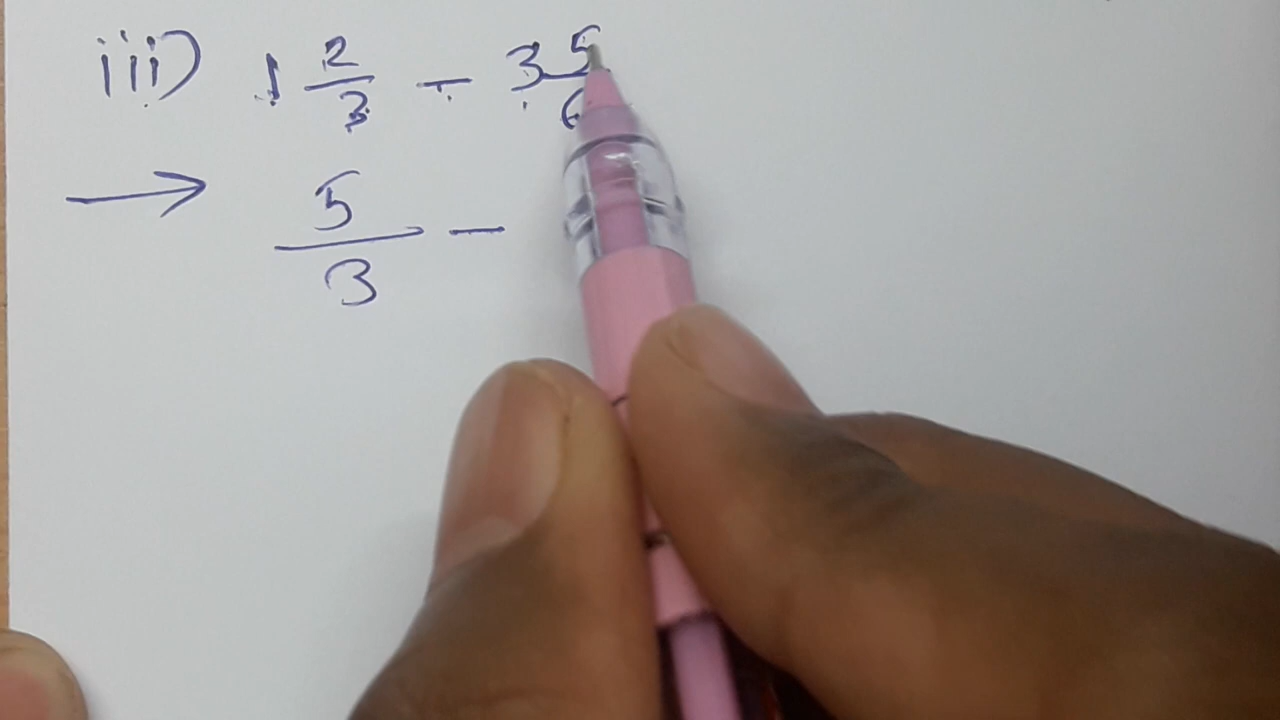 iii) 1 2/3 - 3 5/6
→ 5/3 -